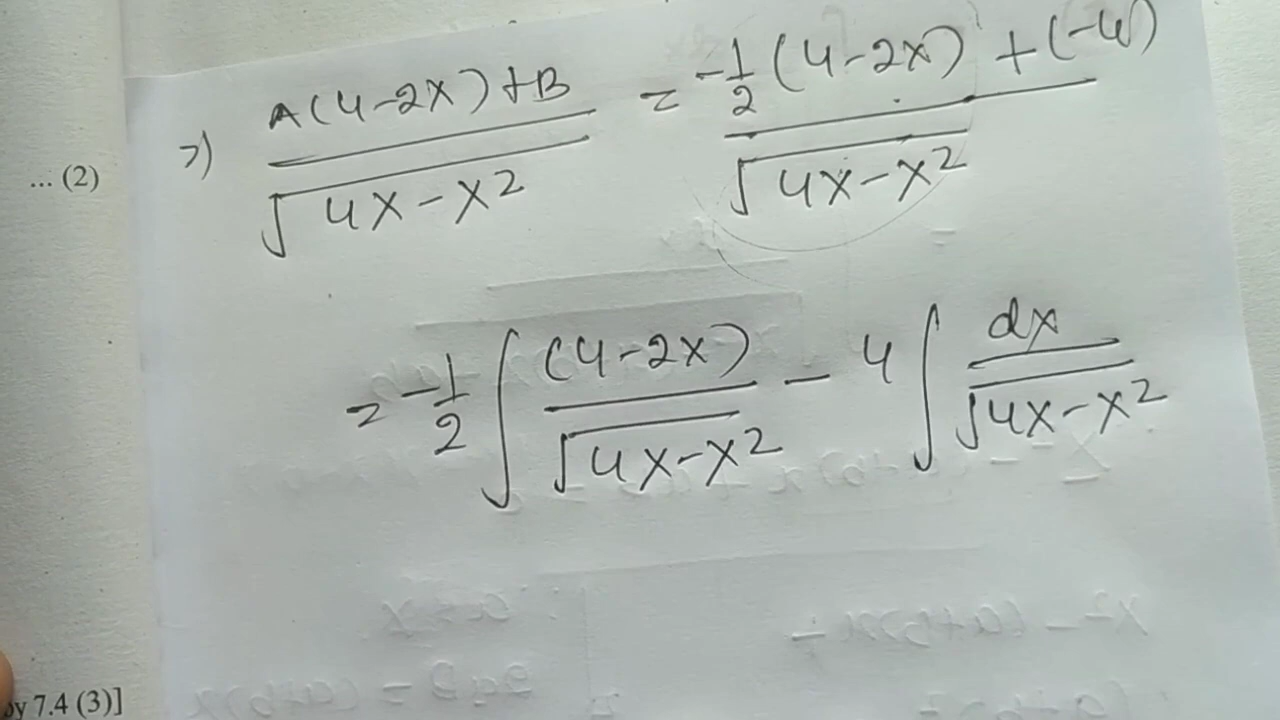 ... (2)
⇒) A(4-2x)+B / √4x-x² = -1/2 (4-2x) + (-4) / √4x-x²
= -1/2 ∫ (4-2x) / √4x-x² - 4 ∫ dx / √4x-x²
by 7.4 (3)]